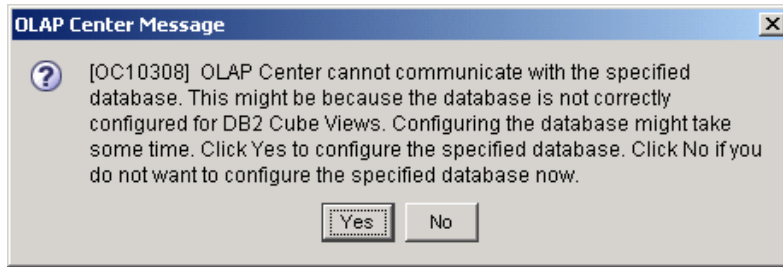 OLAP Center Message
[OC10308] OLAP Center cannot communicate with the specified
database. This might be because the database is not correctly
configured for DB2 Cube Views. Configuring the database might take
some time. Click Yes to configure the specified database. Click No if you
do not want to configure the specified database now.
Yes No